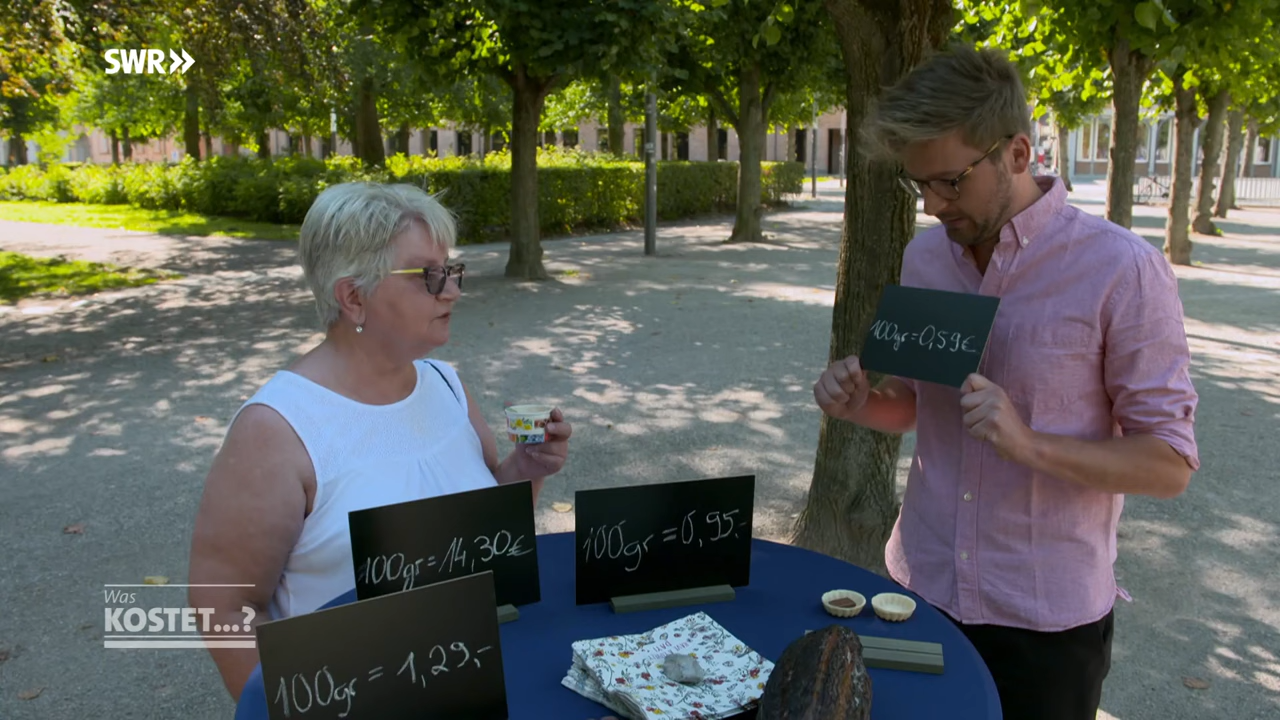 SWR»
100gr=0,59€
100gr=14,30€
100gr=0,95.-
100gr=1,29.-
Was
KOSTET...?